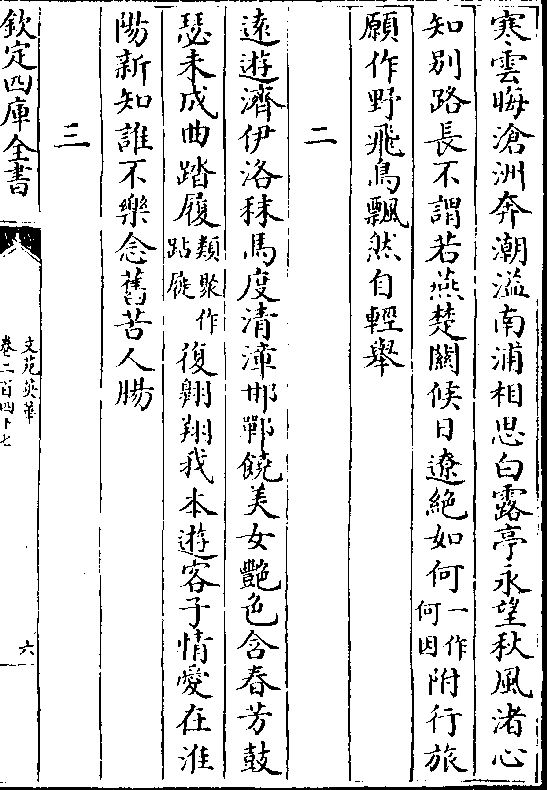 寒雲晦滄洲奔潮溢南浦相思白露亭永望秋風渚心
知別路長不謂若燕楚關候日遼絕如何一作何因附行旅
願作野飛鳥飄然自輕舉
二
遠遊濟伊洛秣馬度清漳邯鄲饒美女艷色含春芳鼓
瑟未成曲踏屣類聚作跕屣復翺翔我本遊客子情愛在淮
陽新知誰不樂念舊苦人腸
三
欽定四庫全書
文苑英華
卷二百四十七
六